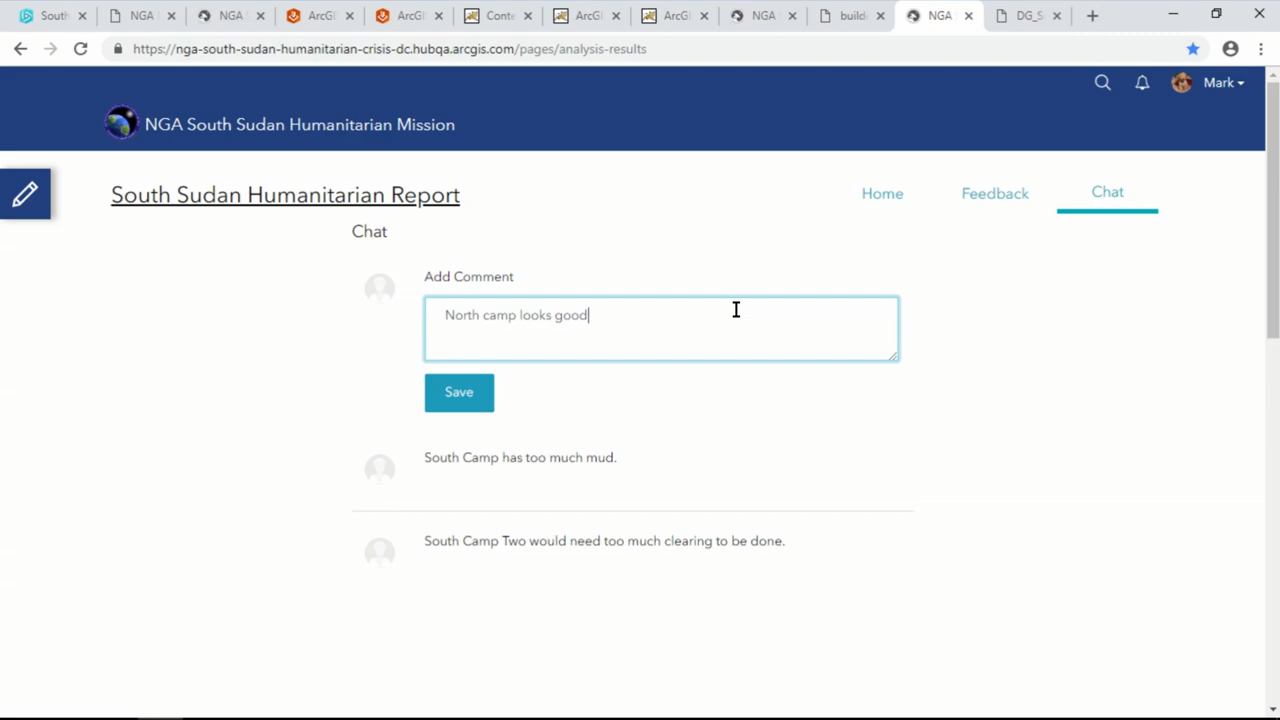 South
NGA
NGA
ArcGI
ArcGI
Conte
ArcGI
ArcGI
NGA
build
NGA
DG_S
https://nga-south-sudan-humanitarian-crisis-dc.hubqa.arcgis.com/pages/analysis-results
Mark
NGA South Sudan Humanitarian Mission
South Sudan Humanitarian Report
Home
Feedback
Chat
Chat
Add Comment
North camp looks good
Save
South Camp has too much mud.
South Camp Two would need too much clearing to be done.